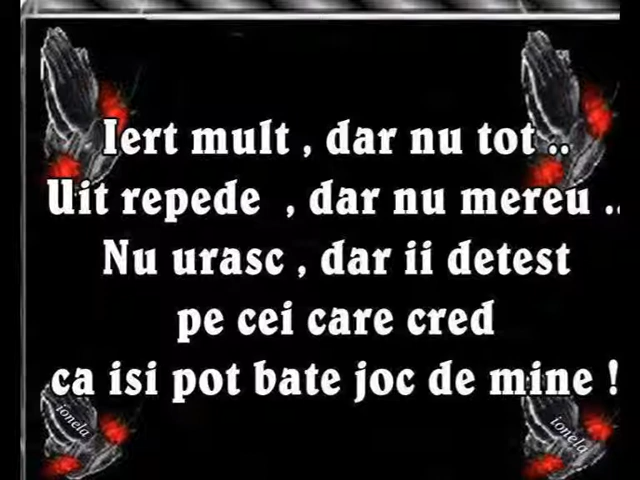 Iert mult , dar nu tot ..
Uit repede , dar nu mereu ..
Nu urasc , dar ii detest
pe cei care cred
ca isi pot bate joc de mine !
ionela
ionela